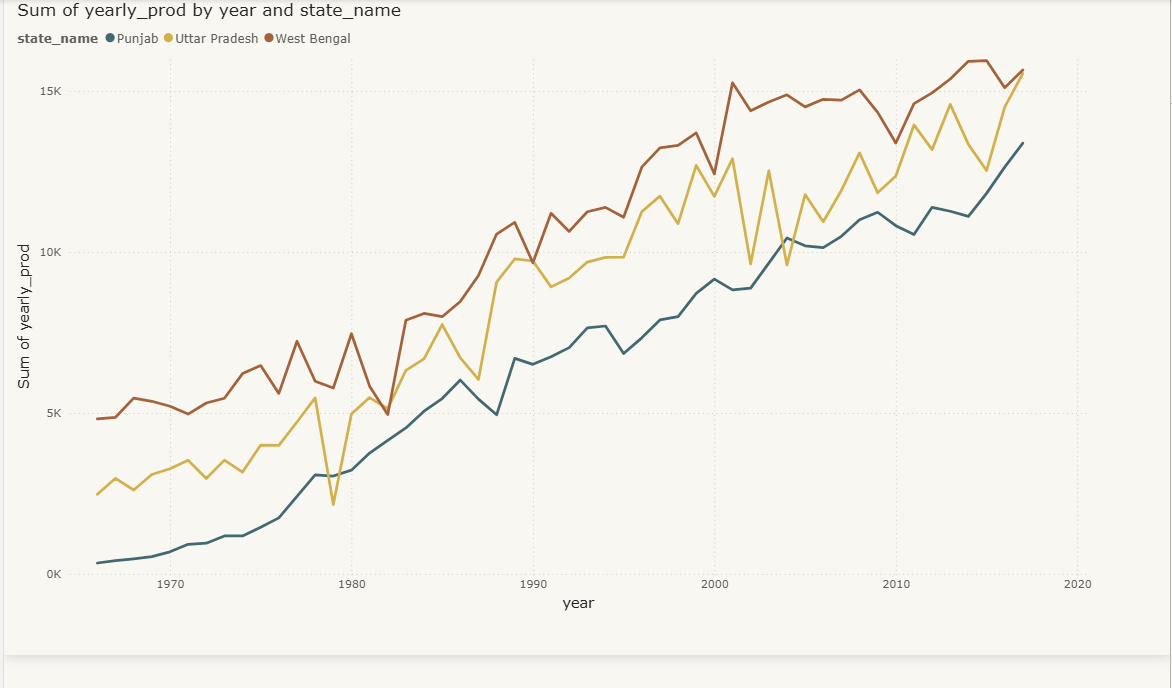 Sum of yearly_prod by year and state_name
state_name Punjab Uttar Pradesh West Bengal
15K
10K
5K
0K
Sum of yearly_prod
1970 1980 1990 2000 2010 2020
year